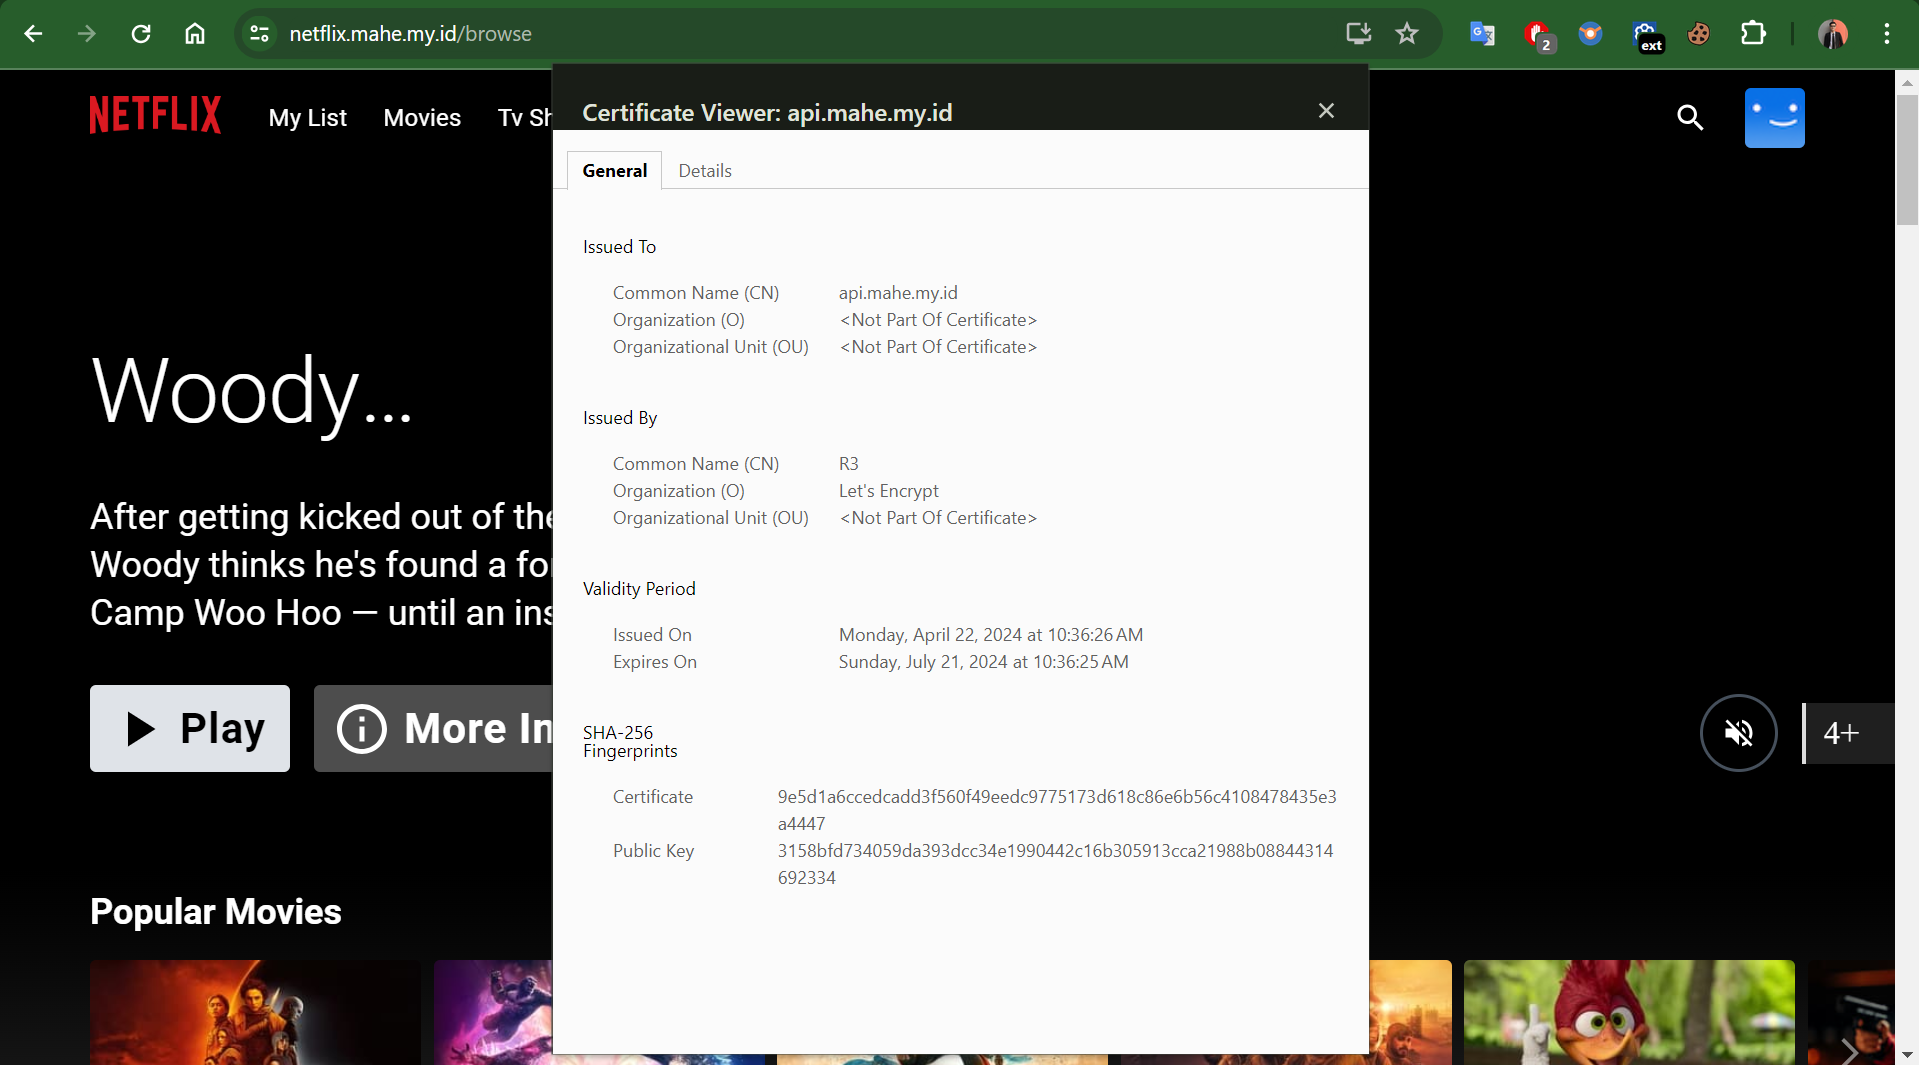 netflix.mahe.my.id/browse
2
ext
NETFLIX
My List
Movies
Tv Sh
Certificate Viewer: api.mahe.my.id
General
Details
Issued To
Common Name (CN) api.mahe.my.id
Organization (O) <Not Part Of Certificate>
Organizational Unit (OU) <Not Part Of Certificate>
Issued By
Common Name (CN) R3
Organization (O) Let's Encrypt
Organizational Unit (OU) <Not Part Of Certificate>
Validity Period
Issued On Monday, April 22, 2024 at 10:36:26 AM
Expires On Sunday, July 21, 2024 at 10:36:25 AM
SHA-256
Fingerprints
Certificate 9e5d1a6ccedcadd3f560f49eedc9775173d618c86e6b56c4108478435e3
a4447
Public Key 3158bfd734059da393dcc34e1990442c16b305913cca21988b08844314
692334
Woody...
After getting kicked out of the
Woody thinks he's found a for
Camp Woo Hoo — until an ins
Play
More In
4+
Popular Movies